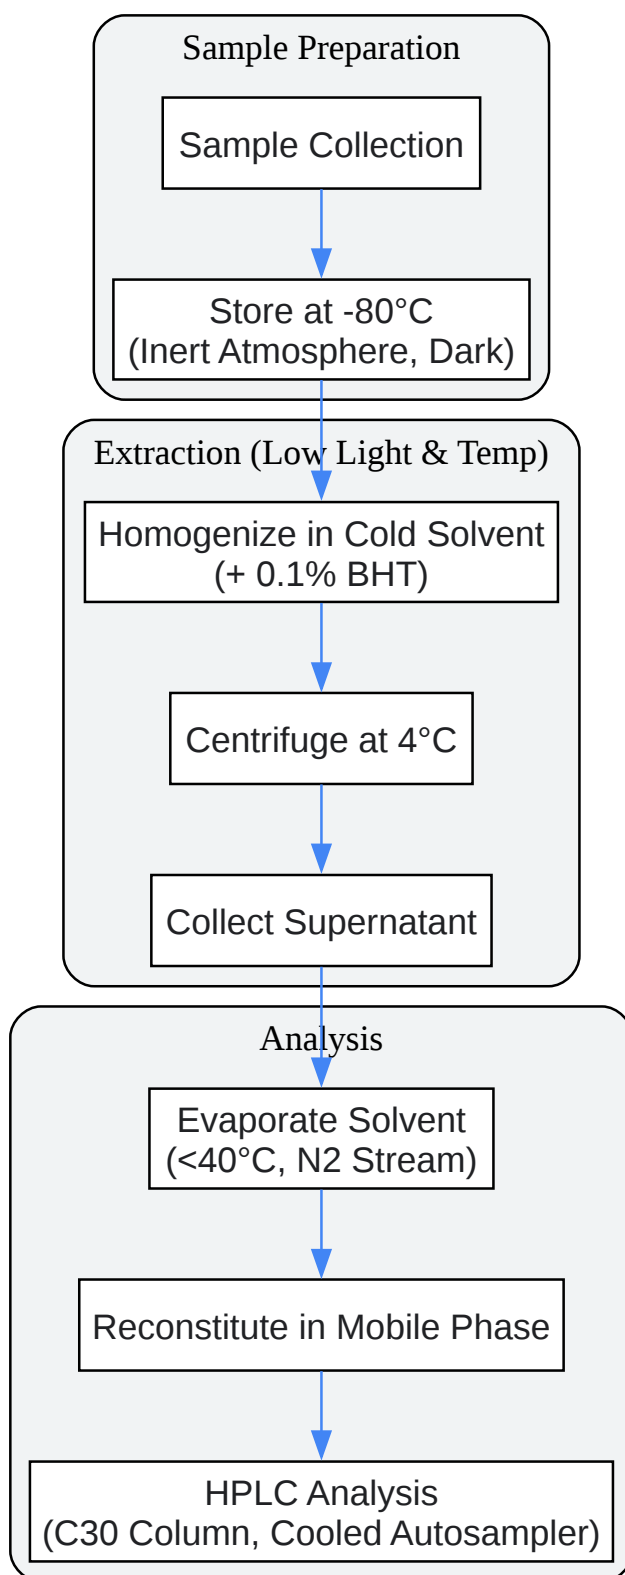 Sample Preparation
Sample Collection
Store at -80°C
(Inert Atmosphere, Dark)
Extraction (Low Light & Temp)
Homogenize in Cold Solvent
(+ 0.1% BHT)
Centrifuge at 4°C
Collect Supernatant
Analysis
Evaporate Solvent
(<40°C, N2 Stream)
Reconstitute in Mobile Phase
HPLC Analysis
(C30 Column, Cooled Autosampler)